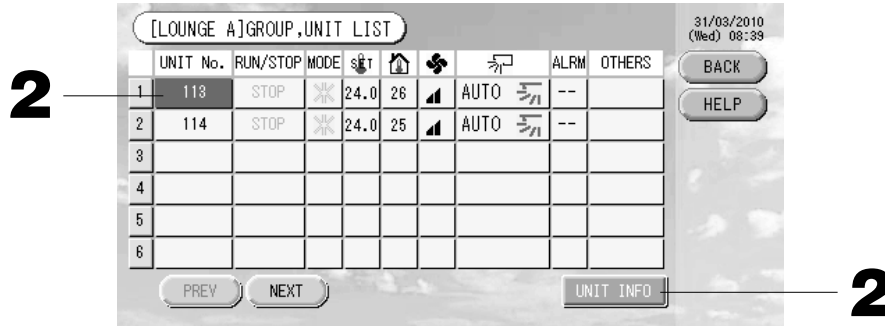 [LOUNGE A]GROUP,UNIT LIST
31/03/2010
(Wed) 08:39
UNIT No. RUN/STOP MODE SET ALRM OTHERS
BACK
2
1 113 STOP 24.0 26 AUTO --
HELP
2 114 STOP 24.0 25 AUTO --
3
4
5
6
PREV NEXT UNIT INFO
2